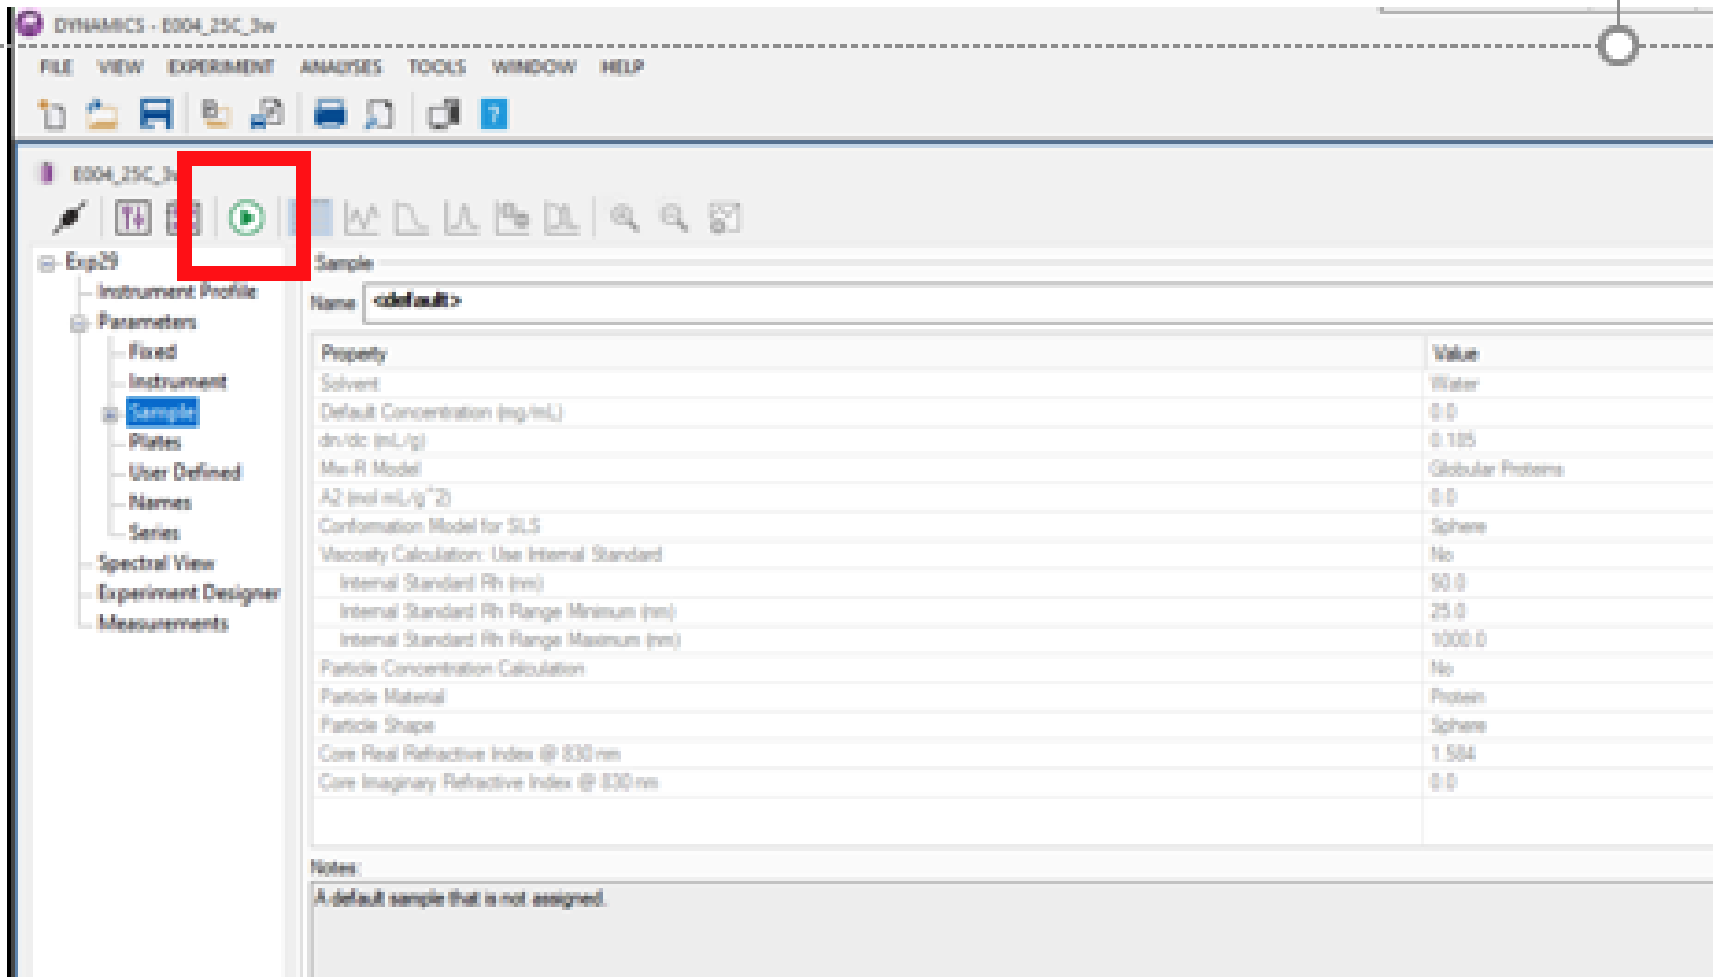 DYNAMICS - E004_25C_3w
FILE VIEW EXPERIMENT ANALYSES TOOLS WINDOW HELP
?
E004_25C_3w
Exp29
Instrument Profile
Parameters
Fixed
Instrument
Sample
Plates
User Defined
Names
Series
Spectral View
Experiment Designer
Measurements
Sample
Name <default>
Property Value
Solvent Water
Default Concentration (mg/mL) 0.0
dn/dc (mL/g) 0.185
Mw-R Model Globular Proteins
A2 (mol mL/g^2) 0.0
Conformation Model for SLS Sphere
Viscosity Calculation: Use Internal Standard No
Internal Standard Rh (nm) 50.0
Internal Standard Rh Range Minimum (nm) 25.0
Internal Standard Rh Range Maximum (nm) 1000.0
Particle Concentration Calculation No
Particle Material Protein
Particle Shape Sphere
Core Real Refractive Index @ 830 nm 1.584
Core Imaginary Refractive Index @ 830 nm 0.0
Notes:
A default sample that is not assigned.